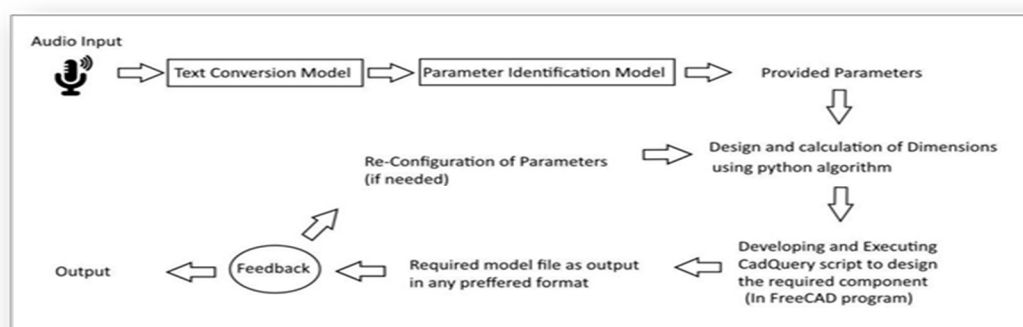 Audio Input
Text Conversion Model
Parameter Identification Model
Provided Parameters
Design and calculation of Dimensions
using python algorithm
Re-Configuration of Parameters
(if needed)
Developing and Executing
CadQuery script to design
the required component
(In FreeCAD program)
Required model file as output
in any preffered format
Feedback
Output